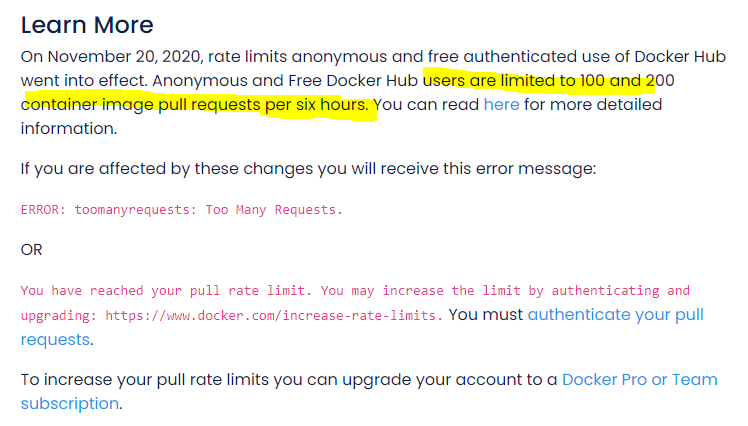 Learn More
On November 20, 2020, rate limits anonymous and free authenticated use of Docker Hub
went into effect. Anonymous and Free Docker Hub users are limited to 100 and 200
container image pull requests per six hours. You can read here for more detailed
information.
If you are affected by these changes you will receive this error message:
ERROR: toomanyrequests: Too Many Requests.
OR
You have reached your pull rate limit. You may increase the limit by authenticating and
upgrading: https://www.docker.com/increase-rate-limits. You must authenticate your pull
requests.
To increase your pull rate limits you can upgrade your account to a Docker Pro or Team
subscription.